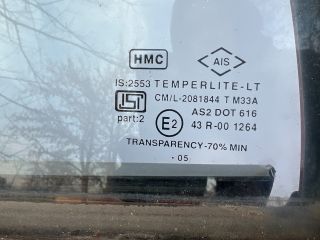 HMC AIS
IS:2553 TEMPERLITE-LT
ISI CM/L-2081844 T M33A
part:2 E2 AS2 DOT 616
43 R-00 1264
TRANSPARENCY-70% MIN
· 05